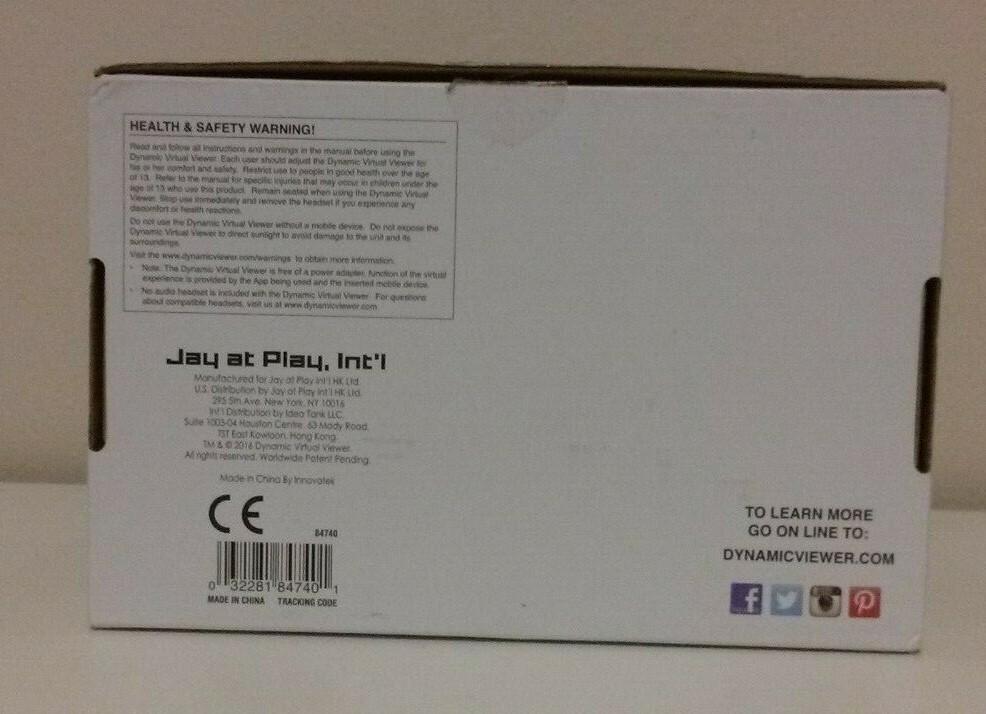 HEALTH & SAFETY WARNING!
Read and follow all instructions and warnings in the manual before using the
Dynamic Virtual Viewer. Each user should adjust the Dynamic Virtual Viewer for
his or her comfort and safety. Restrict use to people in good health over the age
of 13. Refer to the manual for specific injuries that may occur in children under the
age of 13 who use this product. Remain seated when using the Dynamic Virtual
Viewer. Stop use immediately and remove the headset if you experience any
discomfort or health reactions.
Do not use the Dynamic Virtual Viewer without a mobile device. Do not expose the
Dynamic Virtual Viewer to direct sunlight to avoid damage to the unit and its
surroundings.
Visit the www.dynamicviewer.com/warnings to obtain more information.
• Note: The Dynamic Virtual Viewer is free of a power adapter, function of the virtual
experience is provided by the App being used and the inserted mobile device.
• No audio headset is included with the Dynamic Virtual Viewer. For questions
about compatible headsets, visit us at www.dynamicviewer.com
Jay at Play, Int'l
Manufactured for Jay at Play Int'l HK Ltd.
U.S. Distribution by Jay at Play Int'l HK Ltd.
295 5th Ave. New York, NY 10016
Int'l Distribution by Idea Tank LLC.
Suite 1003-04 Houston Centre, 63 Mody Road,
TST East Kowloon, Hong Kong
TM & © 2016 Dynamic Virtual Viewer
All rights reserved. Worldwide Patent Pending.
Made in China By Innovatek
CE
84740
0 32281 84740 1
MADE IN CHINA TRACKING CODE
TO LEARN MORE
GO ON LINE TO:
DYNAMICVIEWER.COM